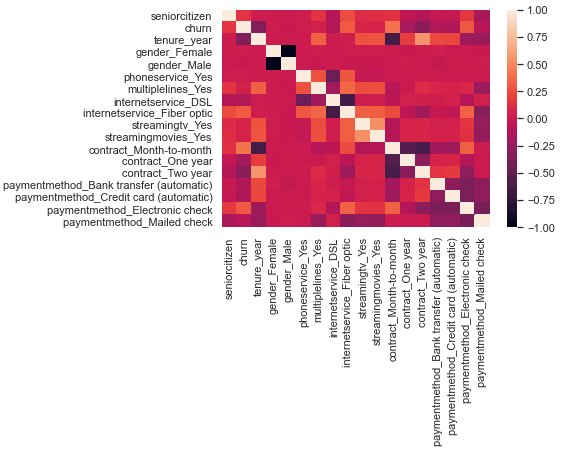 seniorcitizen
churn
tenure_year
gender_Female
gender_Male
phoneservice_Yes
multiplelines_Yes
internetservice_DSL
internetservice_Fiber optic
streamingtv_Yes
streamingmovies_Yes
contract_Month-to-month
contract_One year
contract_Two year
paymentmethod_Bank transfer (automatic)
paymentmethod_Credit card (automatic)
paymentmethod_Electronic check
paymentmethod_Mailed check
seniorcitizen
churn
tenure_year
gender_Female
gender_Male
phoneservice_Yes
multiplelines_Yes
internetservice_DSL
internetservice_Fiber optic
streamingtv_Yes
streamingmovies_Yes
contract_Month-to-month
contract_One year
contract_Two year
paymentmethod_Bank transfer (automatic)
paymentmethod_Credit card (automatic)
paymentmethod_Electronic check
paymentmethod_Mailed check
1.00
0.75
0.50
0.25
0.00
−0.25
−0.50
−0.75
−1.00